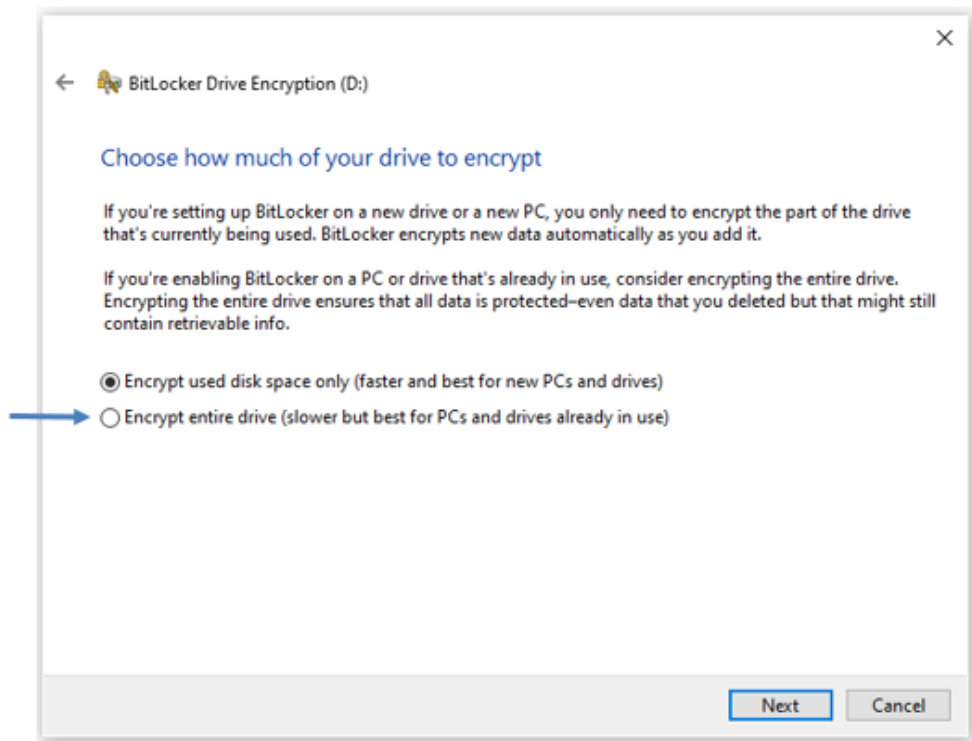 BitLocker Drive Encryption (D:)
Choose how much of your drive to encrypt
If you're setting up BitLocker on a new drive or a new PC, you only need to encrypt the part of the drive
that's currently being used. BitLocker encrypts new data automatically as you add it.
If you're enabling BitLocker on a PC or drive that's already in use, consider encrypting the entire drive.
Encrypting the entire drive ensures that all data is protected–even data that you deleted but that might still
contain retrievable info.
Encrypt used disk space only (faster and best for new PCs and drives)
Encrypt entire drive (slower but best for PCs and drives already in use)
Next Cancel